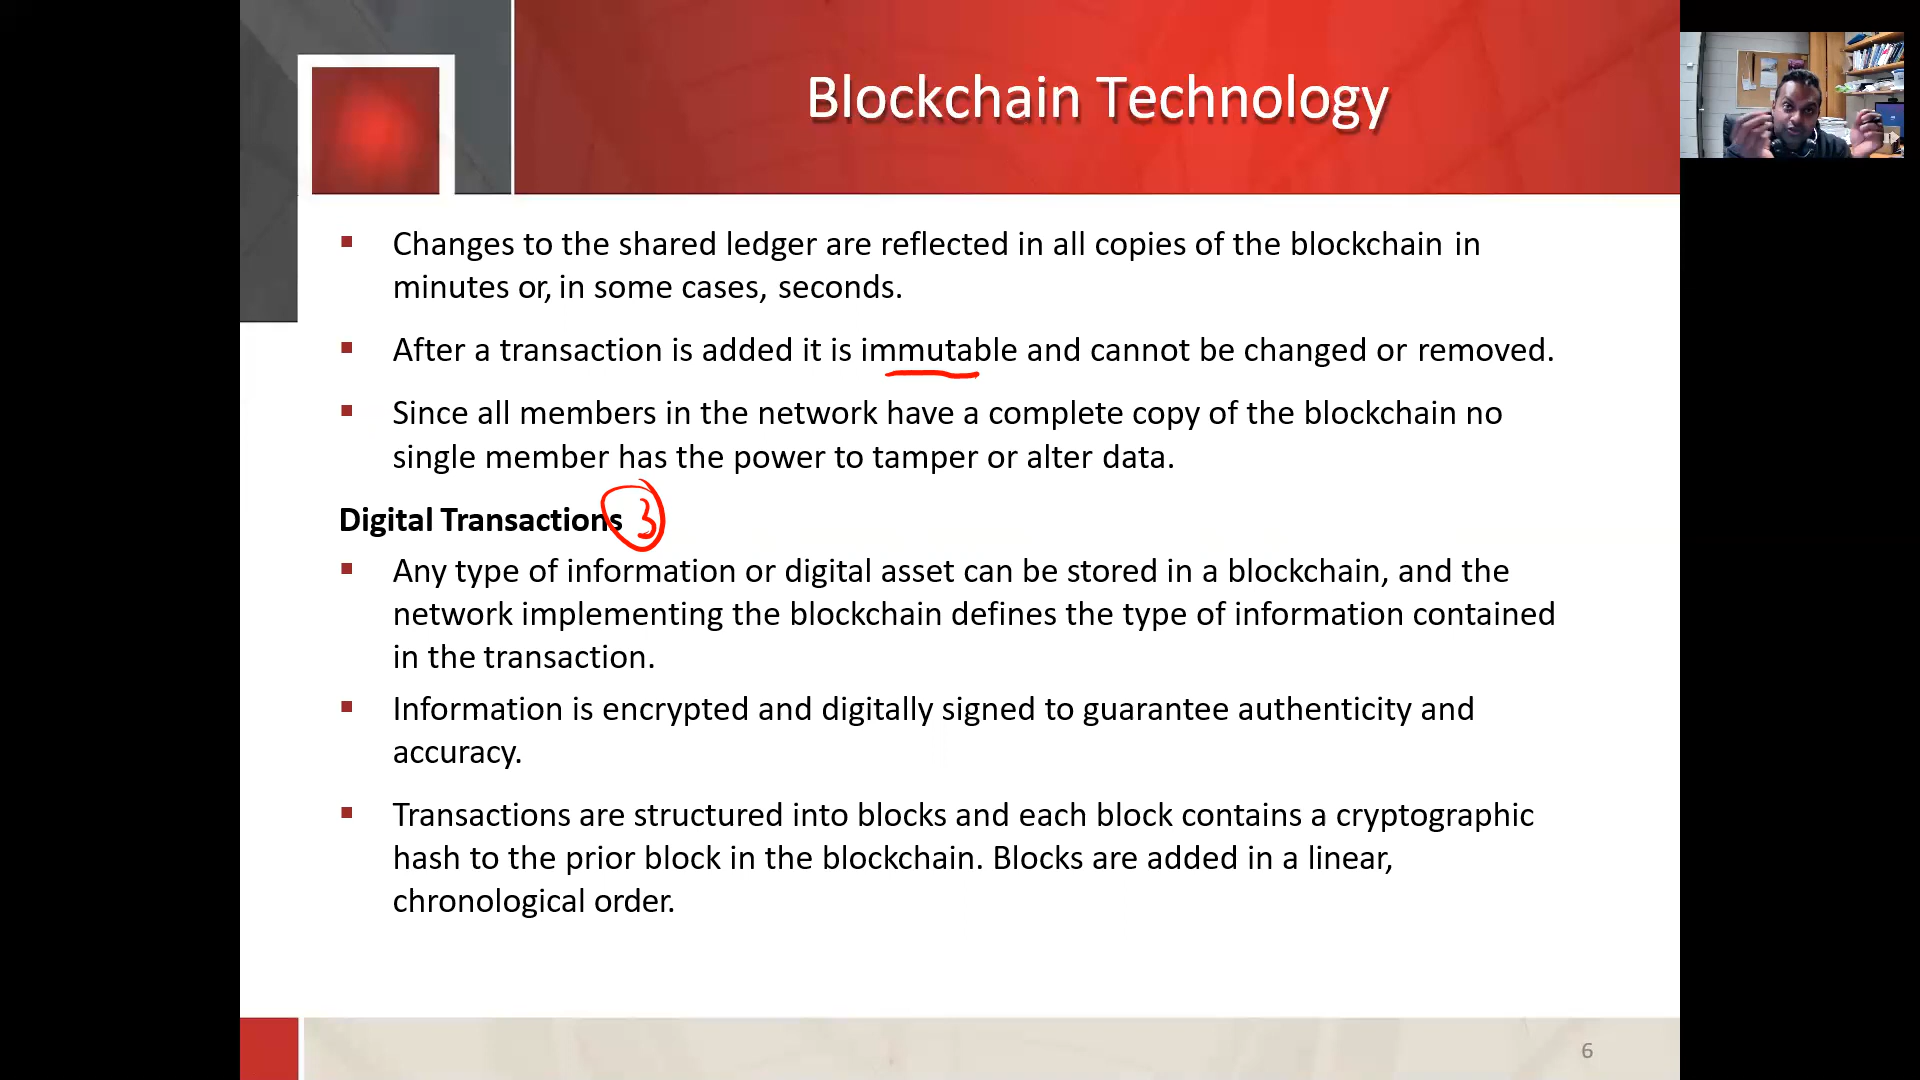 Blockchain Technology
Changes to the shared ledger are reflected in all copies of the blockchain in
minutes or, in some cases, seconds.
After a transaction is added it is immutable and cannot be changed or removed.
Since all members in the network have a complete copy of the blockchain no
single member has the power to tamper or alter data.
Digital Transactions 3
Any type of information or digital asset can be stored in a blockchain, and the
network implementing the blockchain defines the type of information contained
in the transaction.
Information is encrypted and digitally signed to guarantee authenticity and
accuracy.
Transactions are structured into blocks and each block contains a cryptographic
hash to the prior block in the blockchain. Blocks are added in a linear,
chronological order.
6